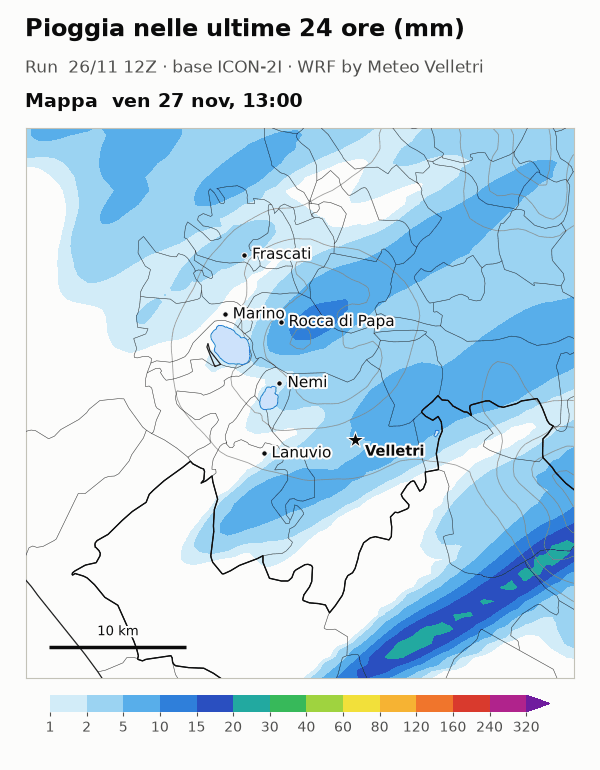 Pioggia nelle ultime 24 ore (mm)
Run  26/11 12Z · base ICON-2I · WRF by Meteo Velletri
Mappa  ven 27 nov, 13:00
Frascati
Marino
Rocca di Papa
Nemi
Velletri
Lanuvio
10 km
1 2 5 10 15 20 30 40 60 80 120 160 240 320